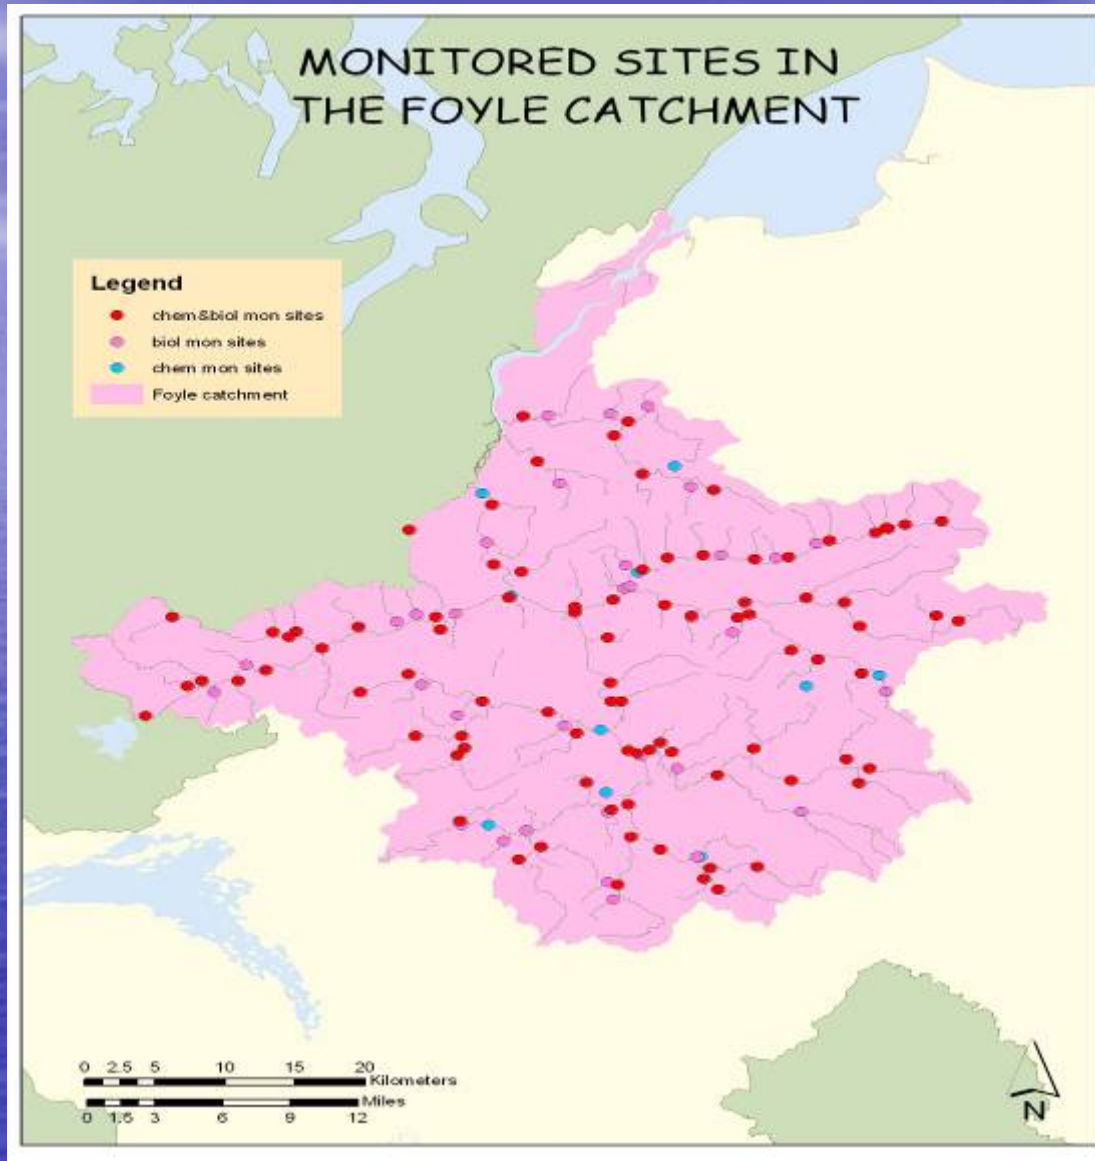 MONITORED SITES IN
THE FOYLE CATCHMENT
Legend
chem&biol mon sites
biol mon sites
chem mon sites
Foyle catchment
0 2.5 5 10 15 20
Kilometers
Miles
0 1.5 3 6 9 12
N